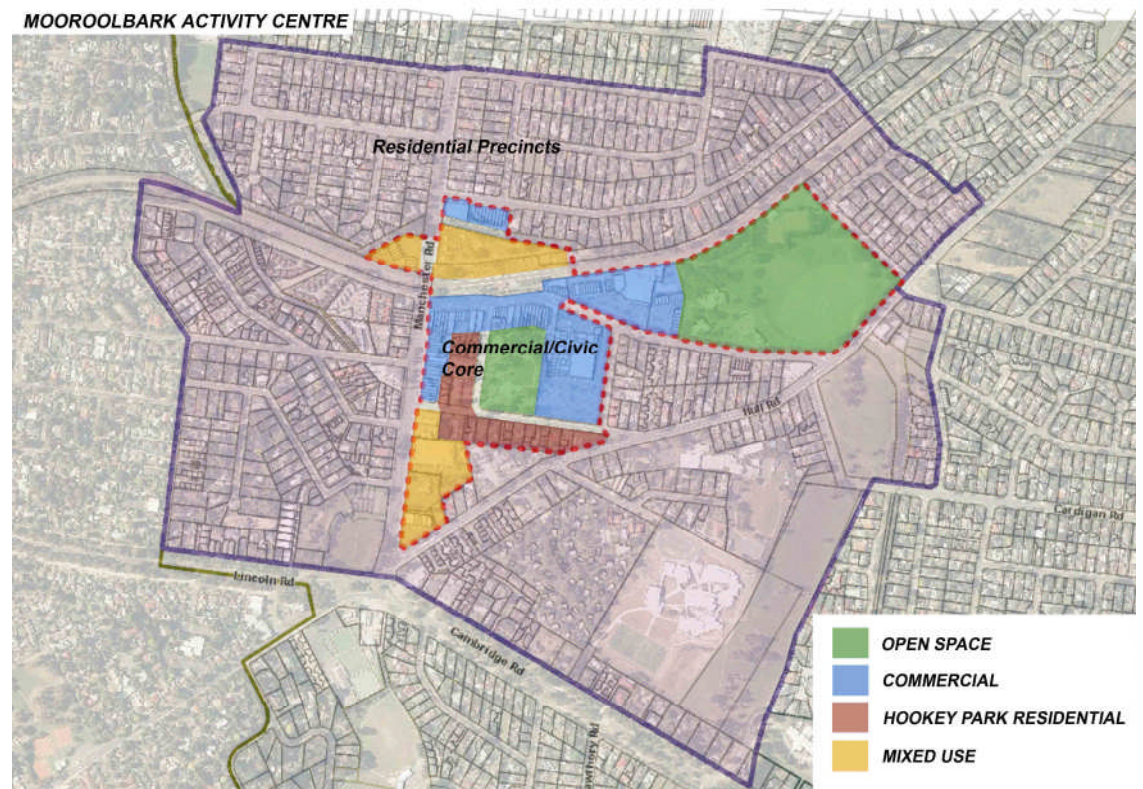 MOOROOLBARK ACTIVITY CENTRE
Residential Precincts
Manchester Rd
Commercial/Civic
Core
Hull Rd
Cardigan Rd
Lincoln Rd
Cambridge Rd
OPEN SPACE
COMMERCIAL
HOOKEY PARK RESIDENTIAL
MIXED USE